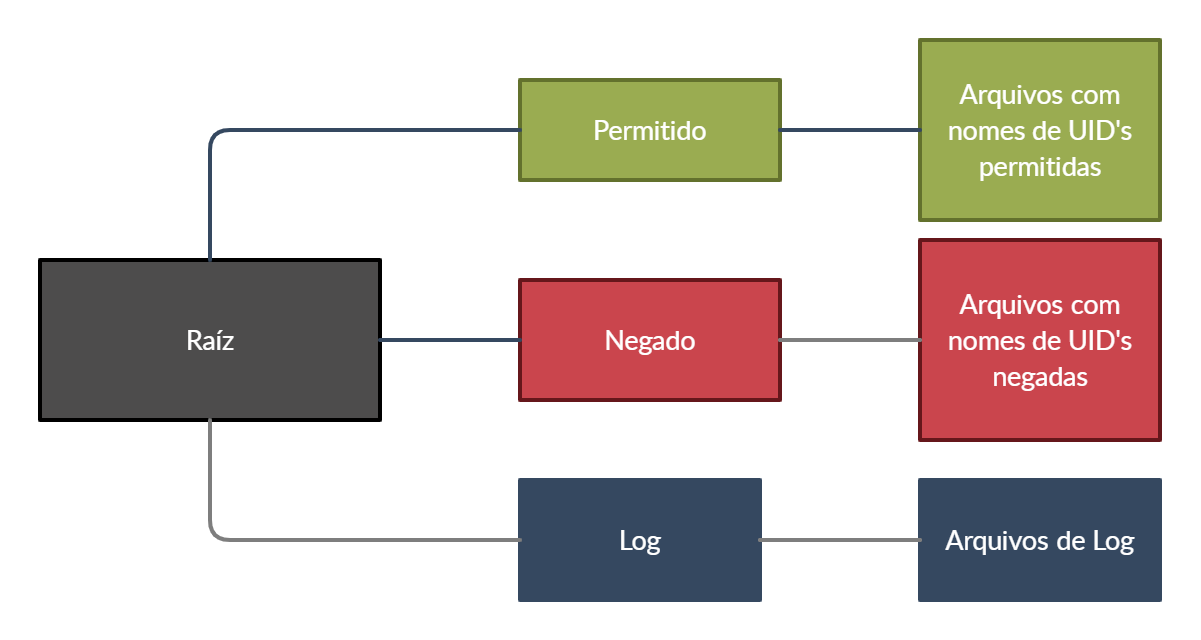 Permitido
Arquivos com
nomes de UID's
permitidas
Raíz
Negado
Arquivos com
nomes de UID's
negadas
Log
Arquivos de Log